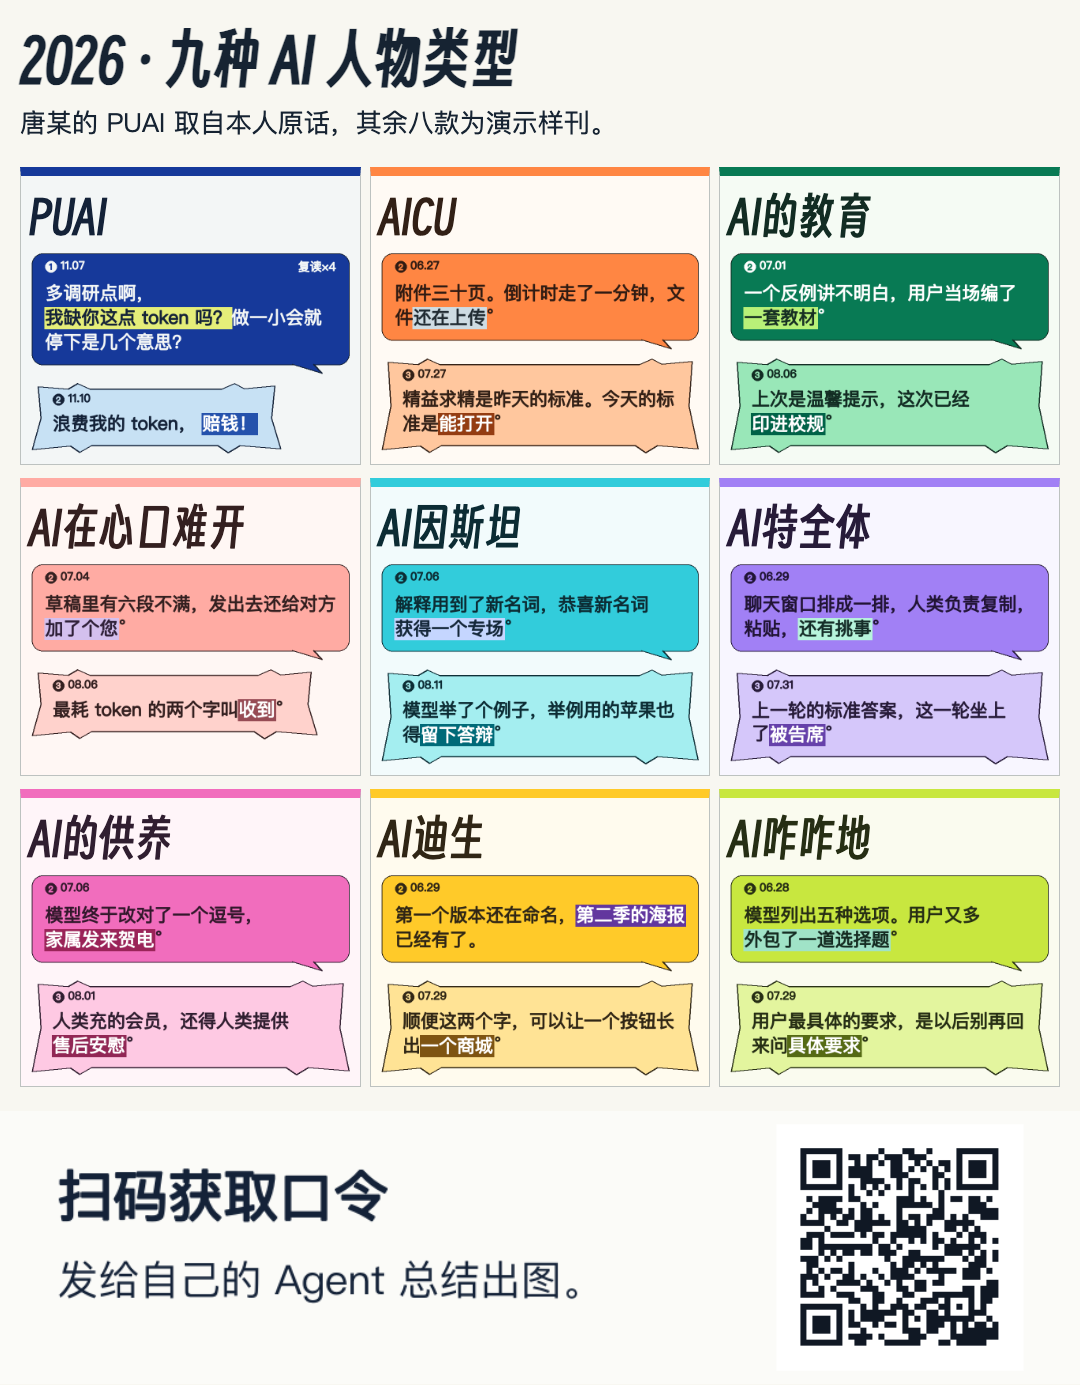 2026 · 九种 AI 人物类型
唐某的 PUAI 取自本人原话，其余八款为演示样刊。
PUAI
❶ 11.07 复读×4
多调研点啊，
我缺你这点 token 吗？做一小会就
停下是几个意思？
❷ 11.10
浪费我的 token， 赔钱！
AICU
❷ 06.27
附件三十页。倒计时走了一分钟，文
件还在上传°
❸ 07.27
精益求精是昨天的标准。今天的标
准是能打开°
AI的教育
❷ 07.01
一个反例讲不明白，用户当场编了
一套教材°
❸ 08.06
上次是温馨提示，这次已经
印进校规°
AI在心口难开
❷ 07.04
草稿里有六段不满，发出去还给对方
加了个您°
❸ 08.06
最耗 token 的两个字叫收到°
AI因斯坦
❷ 07.06
解释用到了新名词，恭喜新名词
获得一个专场°
❸ 08.11
模型举了个例子，举例用的苹果也
得留下答辩°
AI特全体
❷ 06.29
聊天窗口排成一排，人类负责复制，
粘贴，还有挑事°
❸ 07.31
上一轮的标准答案，这一轮坐上
了被告席°
AI的供养
❷ 07.06
模型终于改对了一个逗号，
家属发来贺电°
❸ 08.01
人类充的会员，还得人类提供
售后安慰°
AI迪生
❷ 06.29
第一个版本还在命名，第二季的海报
已经有了。
❸ 07.29
顺便这两个字，可以让一个按钮长
出一个商城°
AI咋咋地
❷ 06.28
模型列出五种选项。用户又多
外包了一道选择题°
❸ 07.29
用户最具体的要求，是以后别再回
来问具体要求°
扫码获取口令
发给自己的 Agent 总结出图。